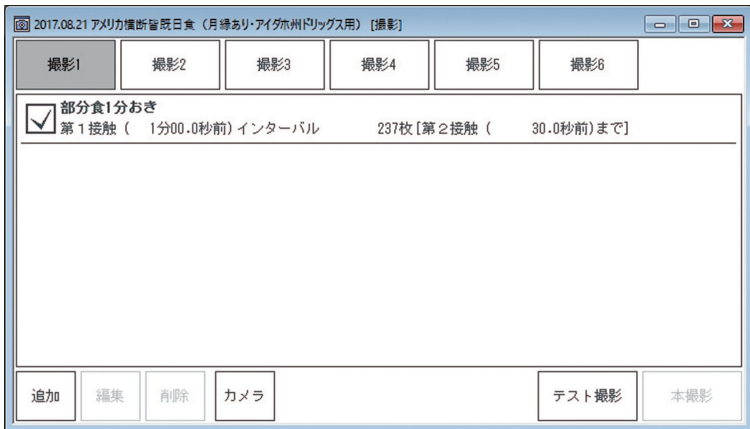 2017.08.21 アメリカ横断皆既日食（月縁あり・アイダホ州ドリッグス用） [撮影]
撮影1 撮影2 撮影3 撮影4 撮影5 撮影6
部分食1分おき
第1接触（ 1分00.0秒前）インターバル 237枚[第2接触（ 30.0秒前)まで]
追加 編集 削除 カメラ テスト撮影 本撮影